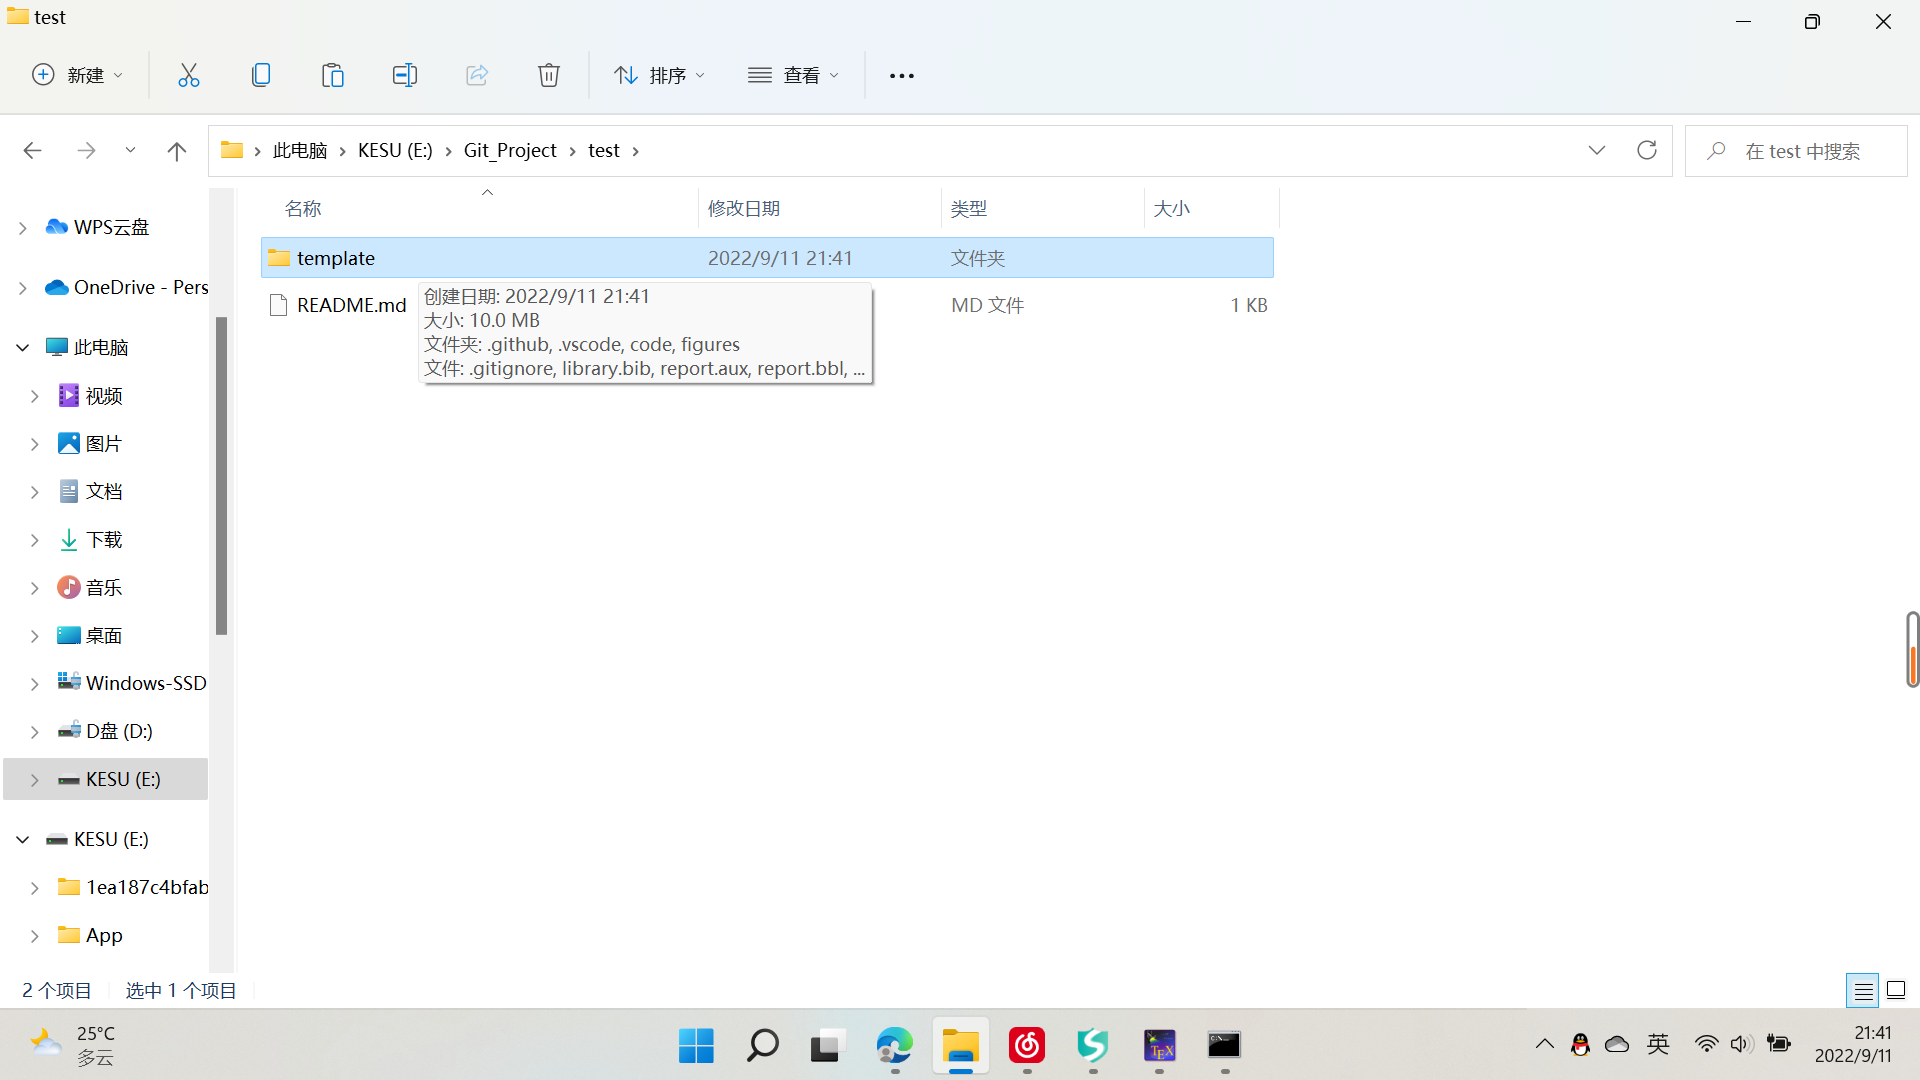 test
新建
排序
查看
此电脑
KESU (E:)
Git_Project
test
在 test 中搜索
WPS云盘
OneDrive - Pers
此电脑
视频
图片
文档
下载
音乐
桌面
Windows-SSD
D盘 (D:)
KESU (E:)
KESU (E:)
1ea187c4bfab
App
名称 修改日期 类型 大小
template 2022/9/11 21:41 文件夹
README.md MD 文件 1 KB
创建日期: 2022/9/11 21:41
大小: 10.0 MB
文件夹: .github, .vscode, code, figures
文件: .gitignore, library.bib, report.aux, report.bbl, ...
2 个项目 选中 1 个项目
25°C
多云
TEX
英
21:41
2022/9/11